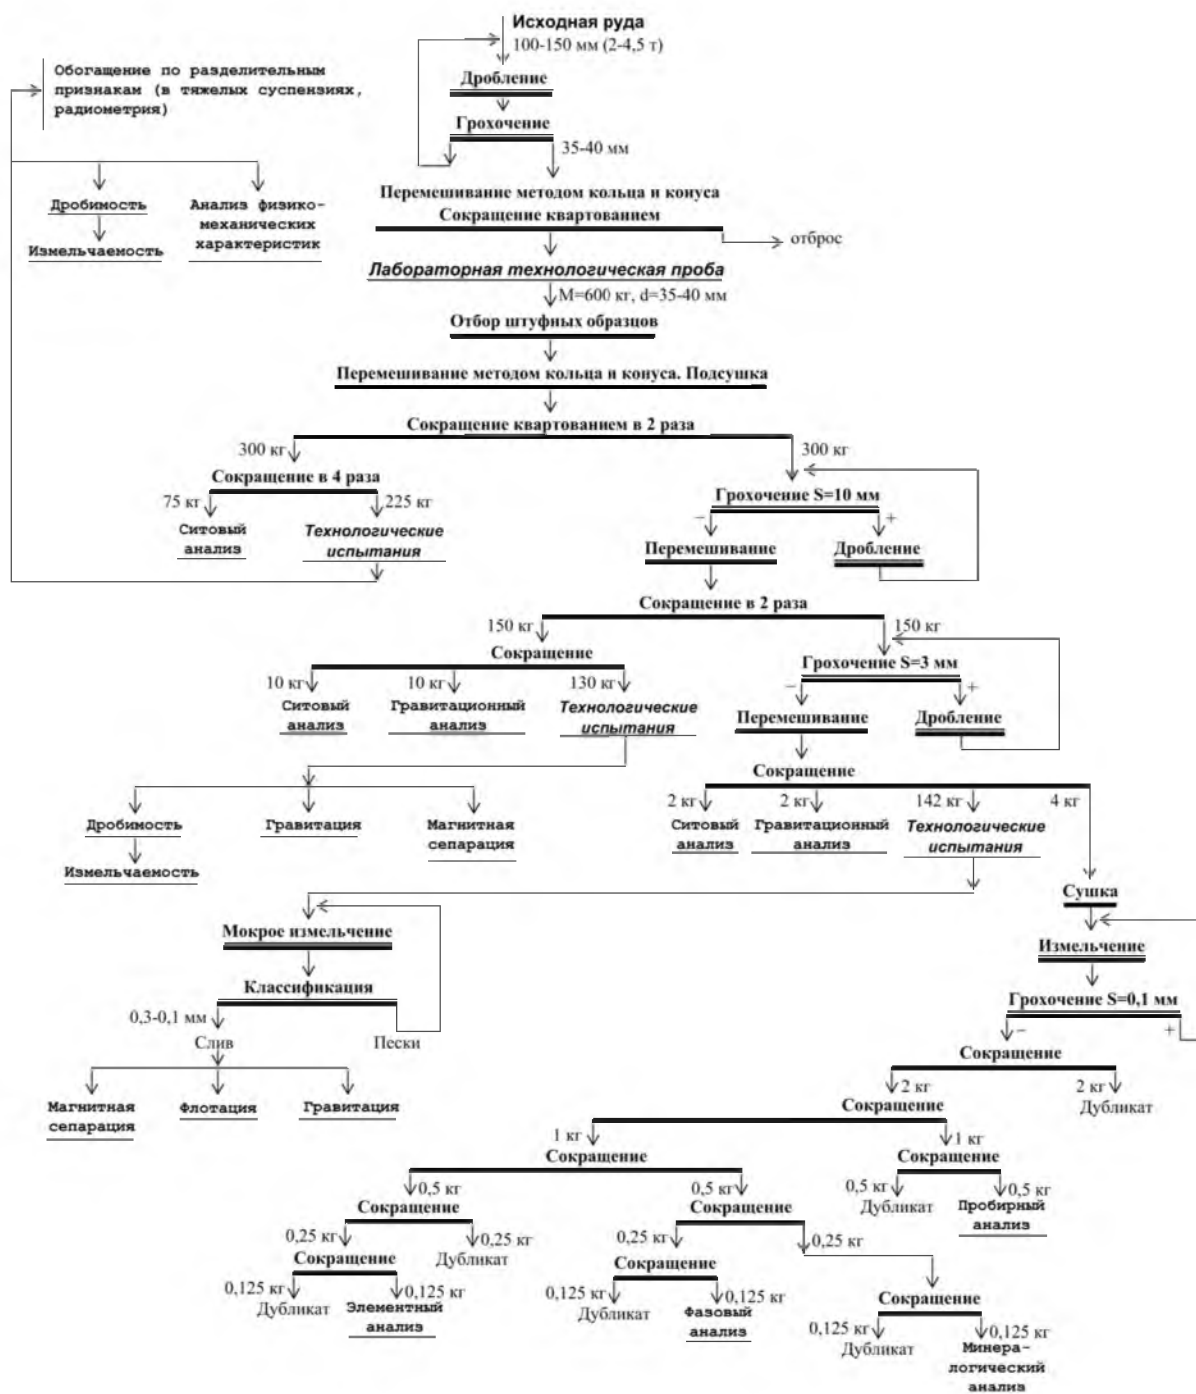 Исходная руда
100-150 мм (2-4,5 т)
Обогащение по разделительным
признакам (в тяжелых суспензиях,
радиометрия)
Дробление
Грохочение
35-40 мм
Дробимость
Измельчаемость
Анализ физико-
механических
характеристик
Перемешивание методом кольца и конуса
Сокращение квартованием
отброс
Лабораторная технологическая проба
М=600 кг, d=35-40 мм
Отбор штуфных образцов
Перемешивание методом кольца и конуса. Подсушка
Сокращение квартованием в 2 раза
300 кг
300 кг
Сокращение в 4 раза
75 кг
225 кг
Ситовый
анализ
Технологические
испытания
Грохочение S=10 мм
–
+
Перемешивание
Дробление
Сокращение в 2 раза
150 кг
150 кг
Сокращение
10 кг
10 кг
130 кг
Ситовый
анализ
Гравитационный
анализ
Технологические
испытания
Грохочение S=3 мм
–
+
Перемешивание
Дробление
Сокращение
2 кг
2 кг
142 кг
4 кг
Ситовый
анализ
Гравитационный
анализ
Технологические
испытания
Дробимость
Измельчаемость
Гравитация
Магнитная
сепарация
Сушка
Мокрое измельчение
Измельчение
Классификация
Грохочение S=0,1 мм
0,3-0,1 мм
Слив
Пески
–
+
Магнитная
сепарация
Флотация
Гравитация
Сокращение
2 кг
2 кг
Дубликат
Сокращение
1 кг
1 кг
Сокращение
Сокращение
0,5 кг
0,5 кг
0,5 кг
0,5 кг
Дубликат
Пробирный
анализ
Сокращение
Сокращение
0,25 кг
0,25 кг
Дубликат
0,25 кг
0,25 кг
Сокращение
Сокращение
0,125 кг
0,125 кг
Дубликат
Элементный
анализ
0,125 кг
0,125 кг
Дубликат
Фазовый
анализ
Сокращение
0,125 кг
0,125 кг
Дубликат
Минера-
логический
анализ